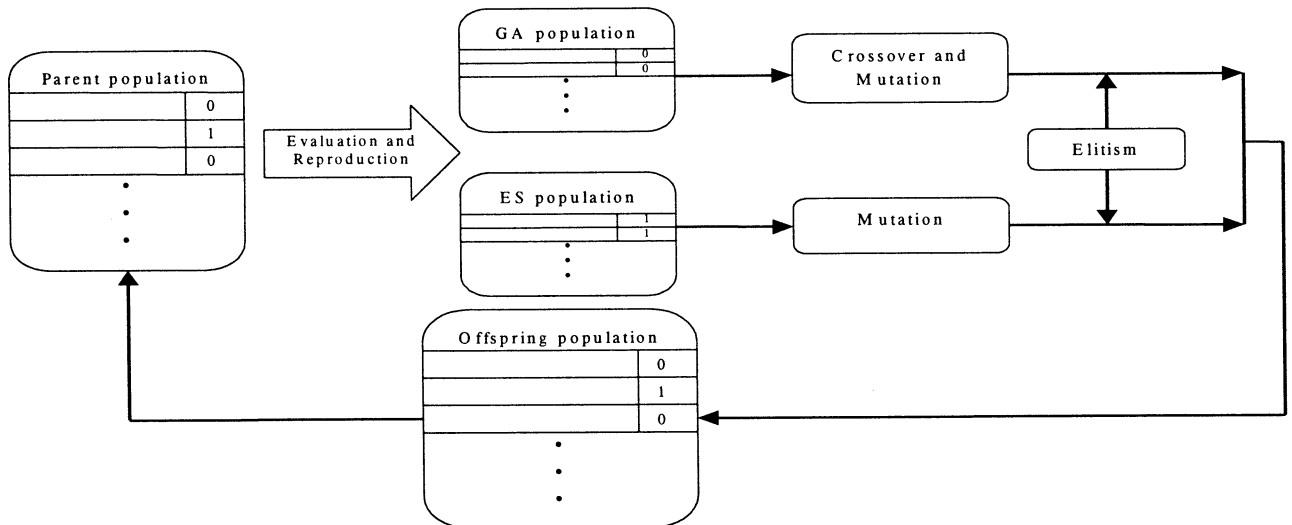 Parent population
0
1
0
Evaluation and
Reproduction
GA population
0
0
Crossover and
Mutation
Elitism
ES population
1
1
Mutation
Offspring population
0
1
0